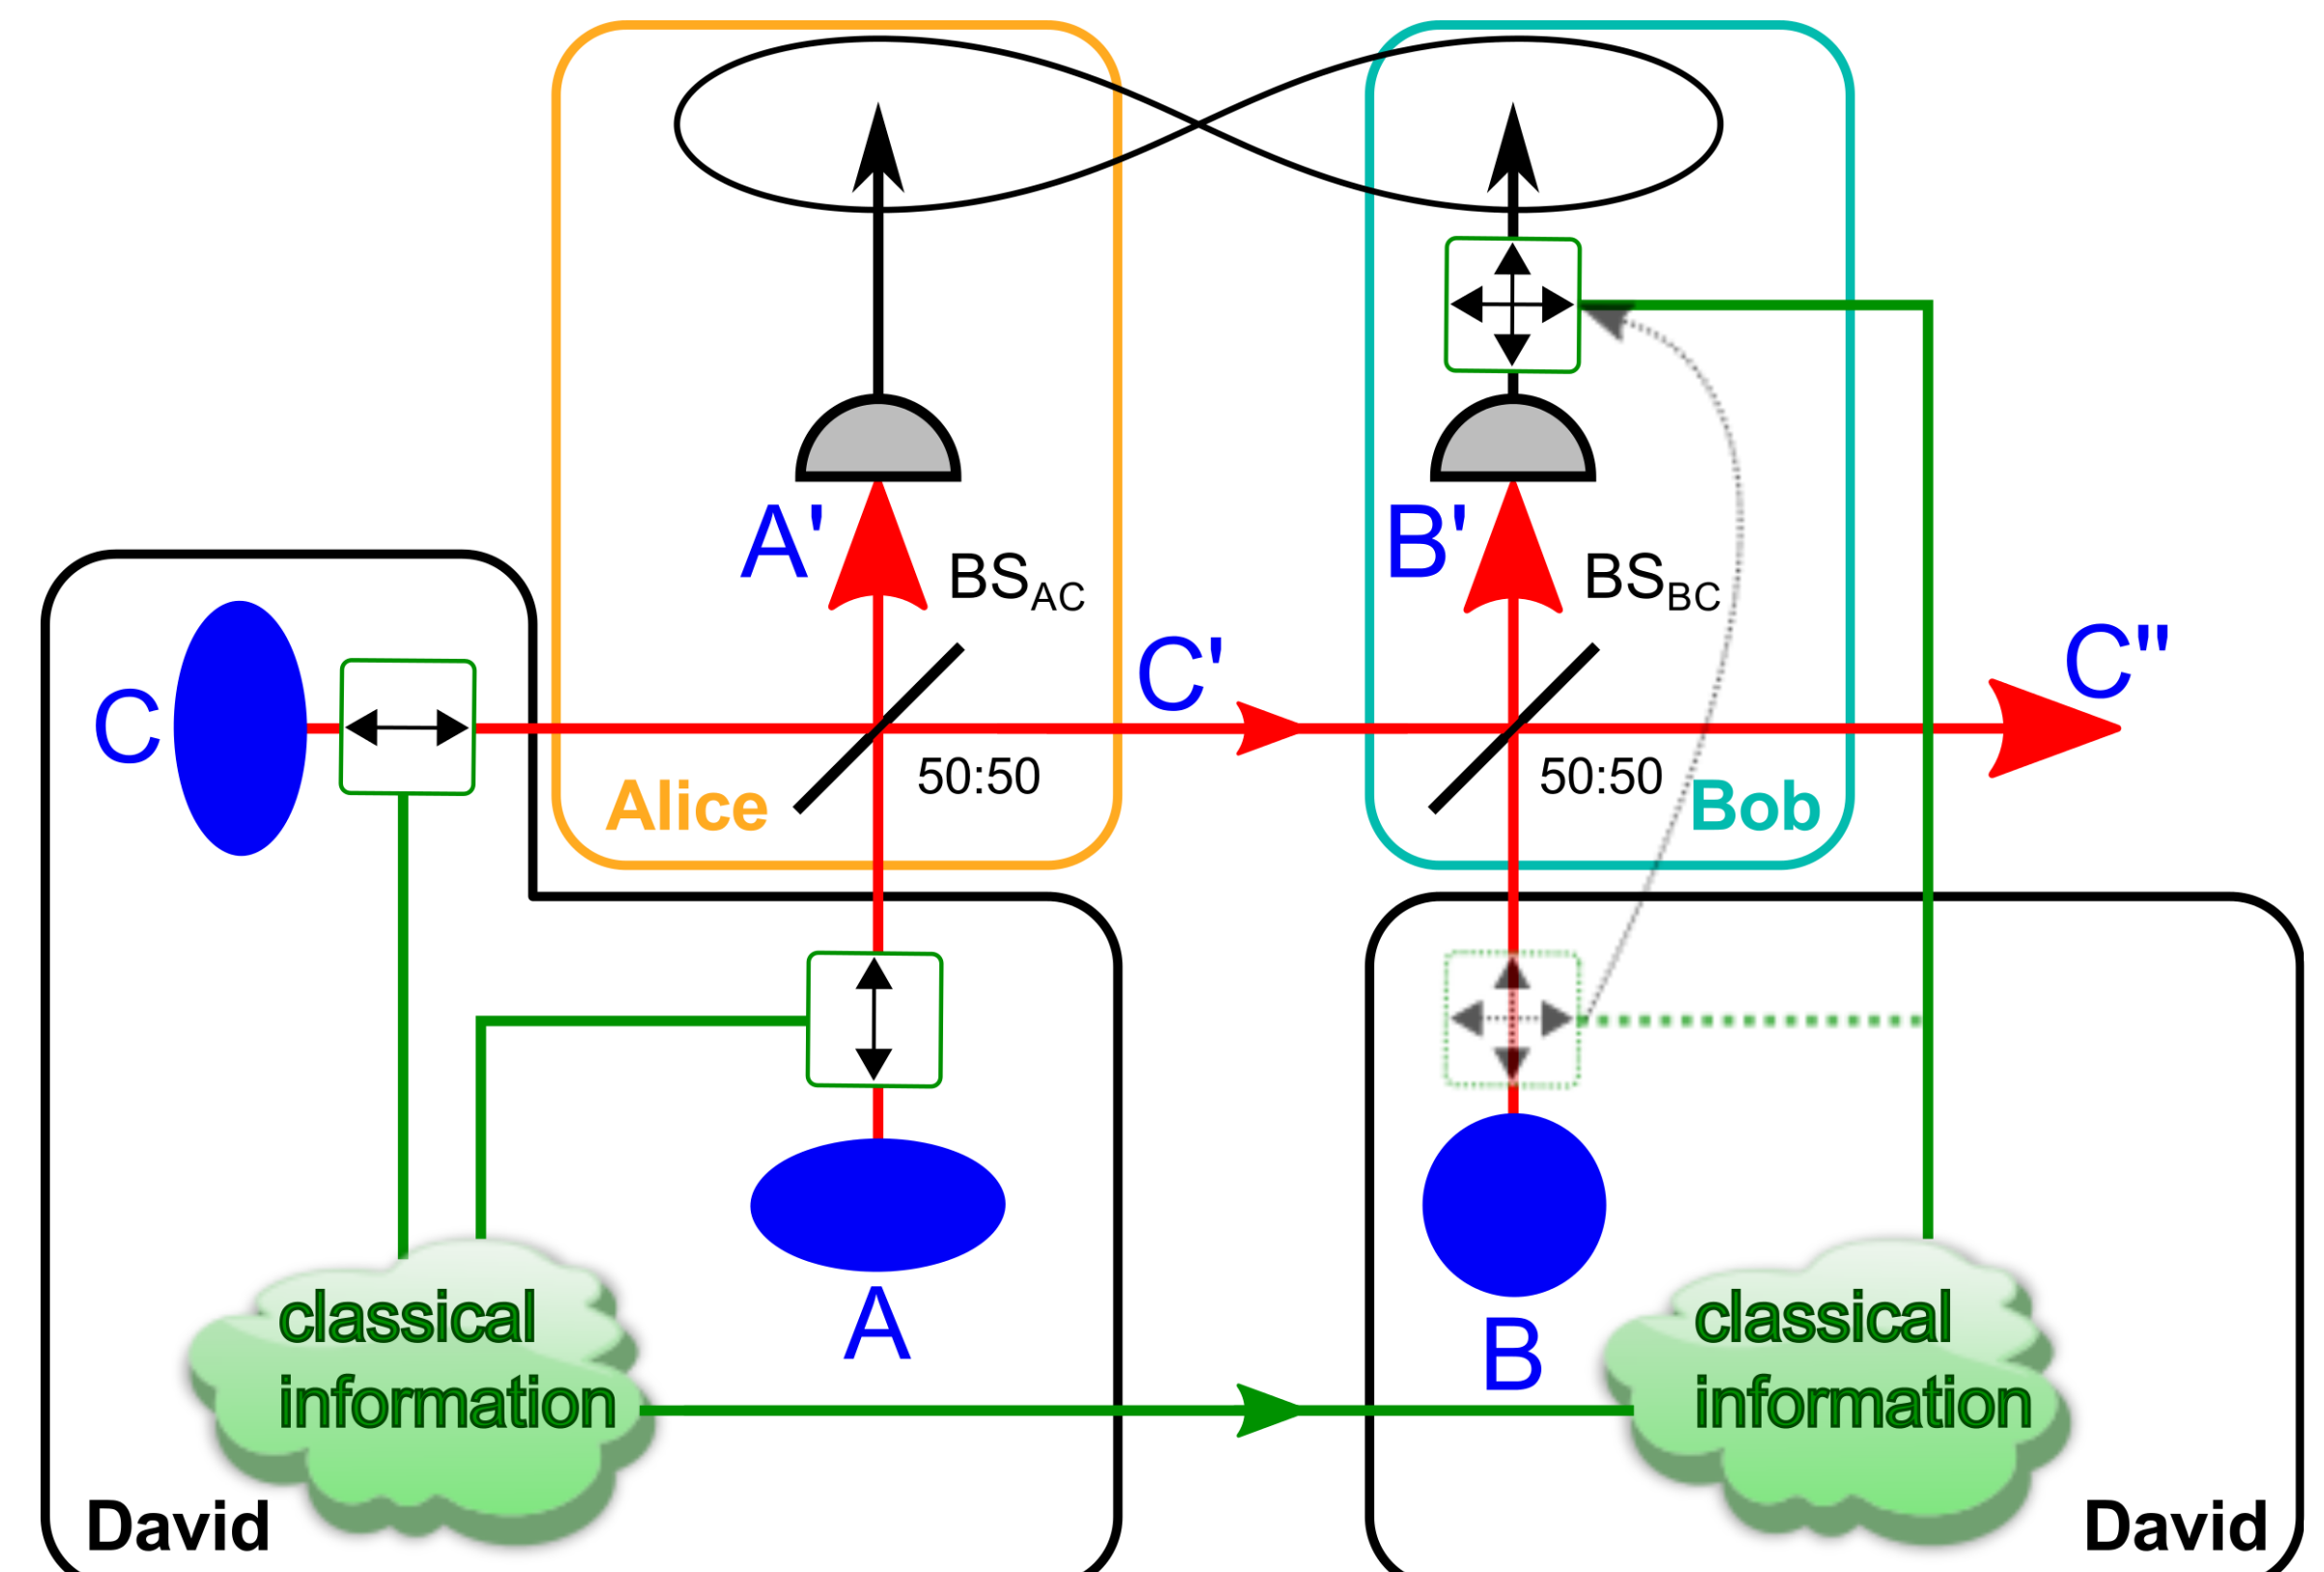 A'
BS_AC
B'
BS_BC
C'
C''
C
50:50
50:50
Alice
Bob
classical
information
A
B
classical
information
David
David